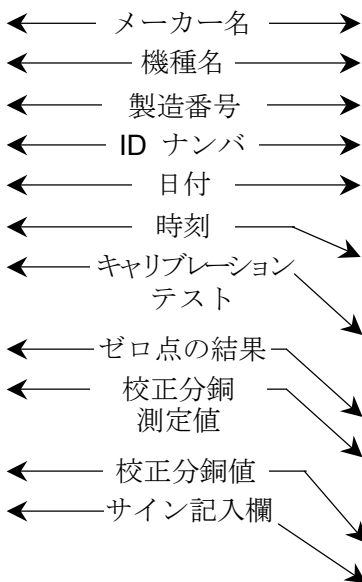 メーカー名
機種名
製造番号
ID ナンバ
日付
時刻
キャリブレーション
テスト
ゼロ点の結果
校正分銅
測定値
校正分銅値
サイン記入欄